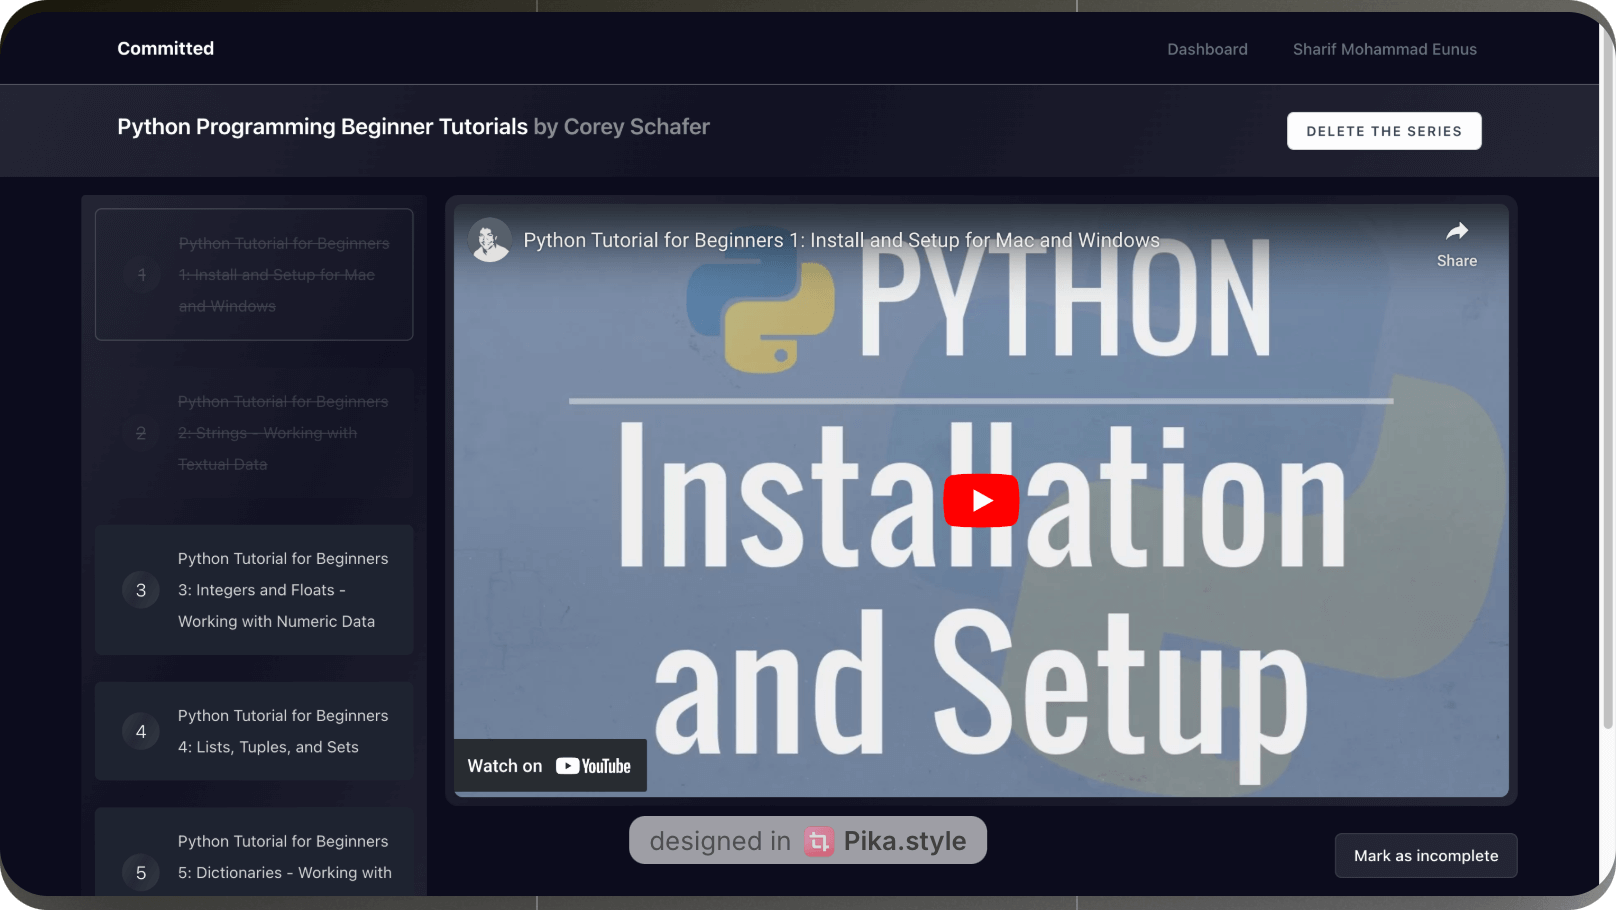 Committed
Dashboard
Sharif Mohammad Eunus
Python Programming Beginner Tutorials by Corey Schafer
DELETE THE SERIES
1
Python Tutorial for Beginners
1: Install and Setup for Mac
and Windows
2
Python Tutorial for Beginners
2: Strings - Working with
Textual Data
3
Python Tutorial for Beginners
3: Integers and Floats -
Working with Numeric Data
4
Python Tutorial for Beginners
4: Lists, Tuples, and Sets
5
Python Tutorial for Beginners
5: Dictionaries - Working with
Python Tutorial for Beginners 1: Install and Setup for Mac and Windows
Share
PYTHON
Installation
and Setup
Watch on YouTube
designed in Pika.style
Mark as incomplete